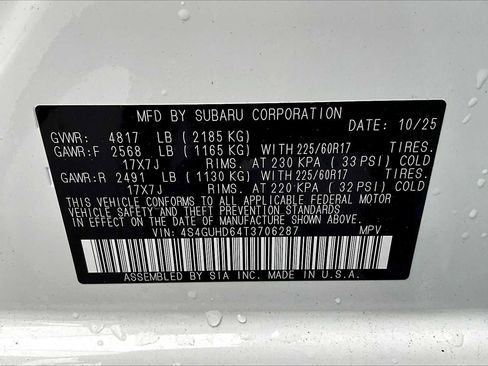 MFD BY SUBARU CORPORATION
DATE: 10/25
GVWR: 4817 LB (2185 KG)
GAWR:F 2568 LB (1165 KG) WITH 225/60R17 TIRES.
17X7J RIMS. AT 230 KPA (33 PSI) COLD.
GAWR:R 2491 LB (1130 KG) WITH 225/60R17 TIRES.
17X7J RIMS. AT 220 KPA (32 PSI) COLD.
THIS VEHICLE CONFORMS TO ALL APPLICABLE FEDERAL MOTOR
VEHICLE SAFETY AND BUMPER STANDARDS IN EFFECT ON THE
DATE OF MANUFACTURE SHOWN ABOVE.
VIN: 4S4GUHD64T3706287 MPV
ASSEMBLED BY SIA INC. MADE IN U.S.A.